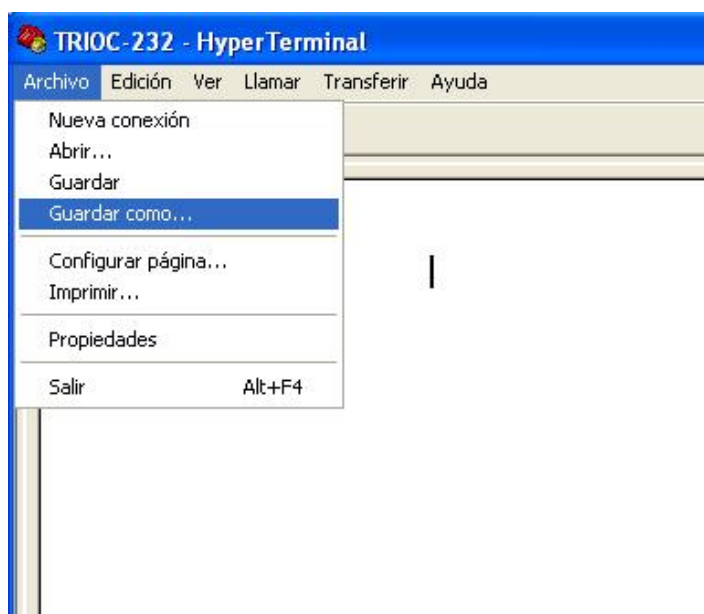 TRIOC-232 - HyperTerminal
Archivo Edición Ver Llamar Transferir Ayuda
Nueva conexión
Abrir...
Guardar
Guardar como...
Configurar página...
Imprimir...
Propiedades
Salir Alt+F4